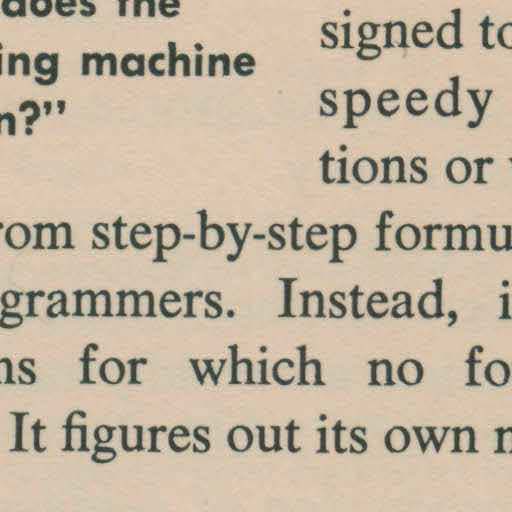 does the
ing machine
n?”
signed to
speedy
tions or
rom step-by-step formu
grammers. Instead, i
ns for which no fo
It figures out its own